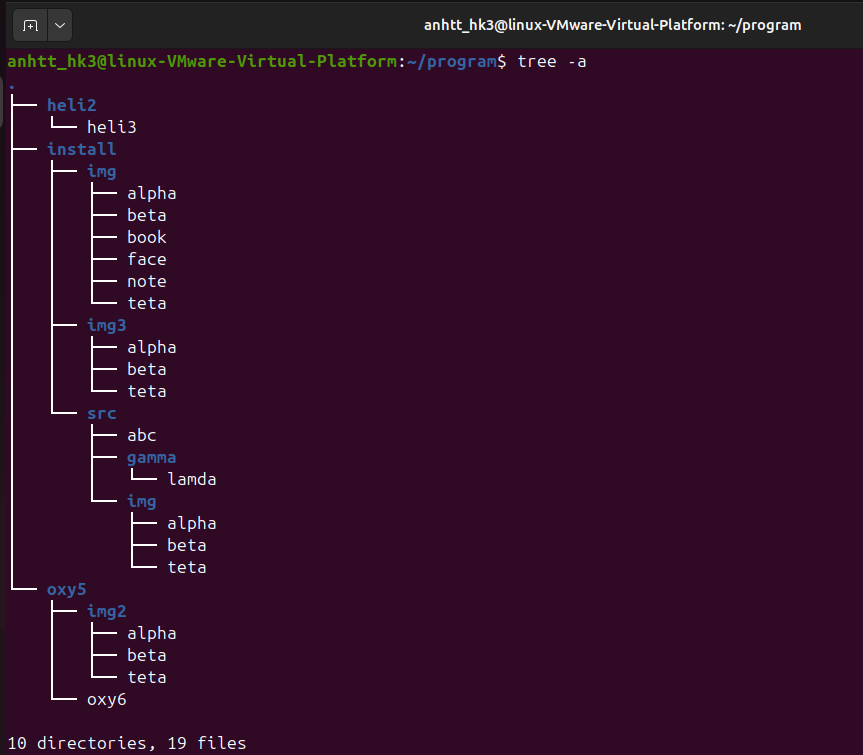 anhtt_hk3@linux-VMware-Virtual-Platform: ~/program
anhtt_hk3@linux-VMware-Virtual-Platform:~/program$ tree -a
.
├── heli2
│   └── heli3
├── install
│   ├── img
│   │   ├── alpha
│   │   ├── beta
│   │   ├── book
│   │   ├── face
│   │   ├── note
│   │   └── teta
│   ├── img3
│   │   ├── alpha
│   │   ├── beta
│   │   └── teta
│   └── src
│       ├── abc
│       ├── gamma
│       │   └── lamda
│       └── img
│           ├── alpha
│           ├── beta
│           └── teta
└── oxy5
    ├── img2
    │   ├── alpha
    │   ├── beta
    │   └── teta
    └── oxy6
10 directories, 19 files